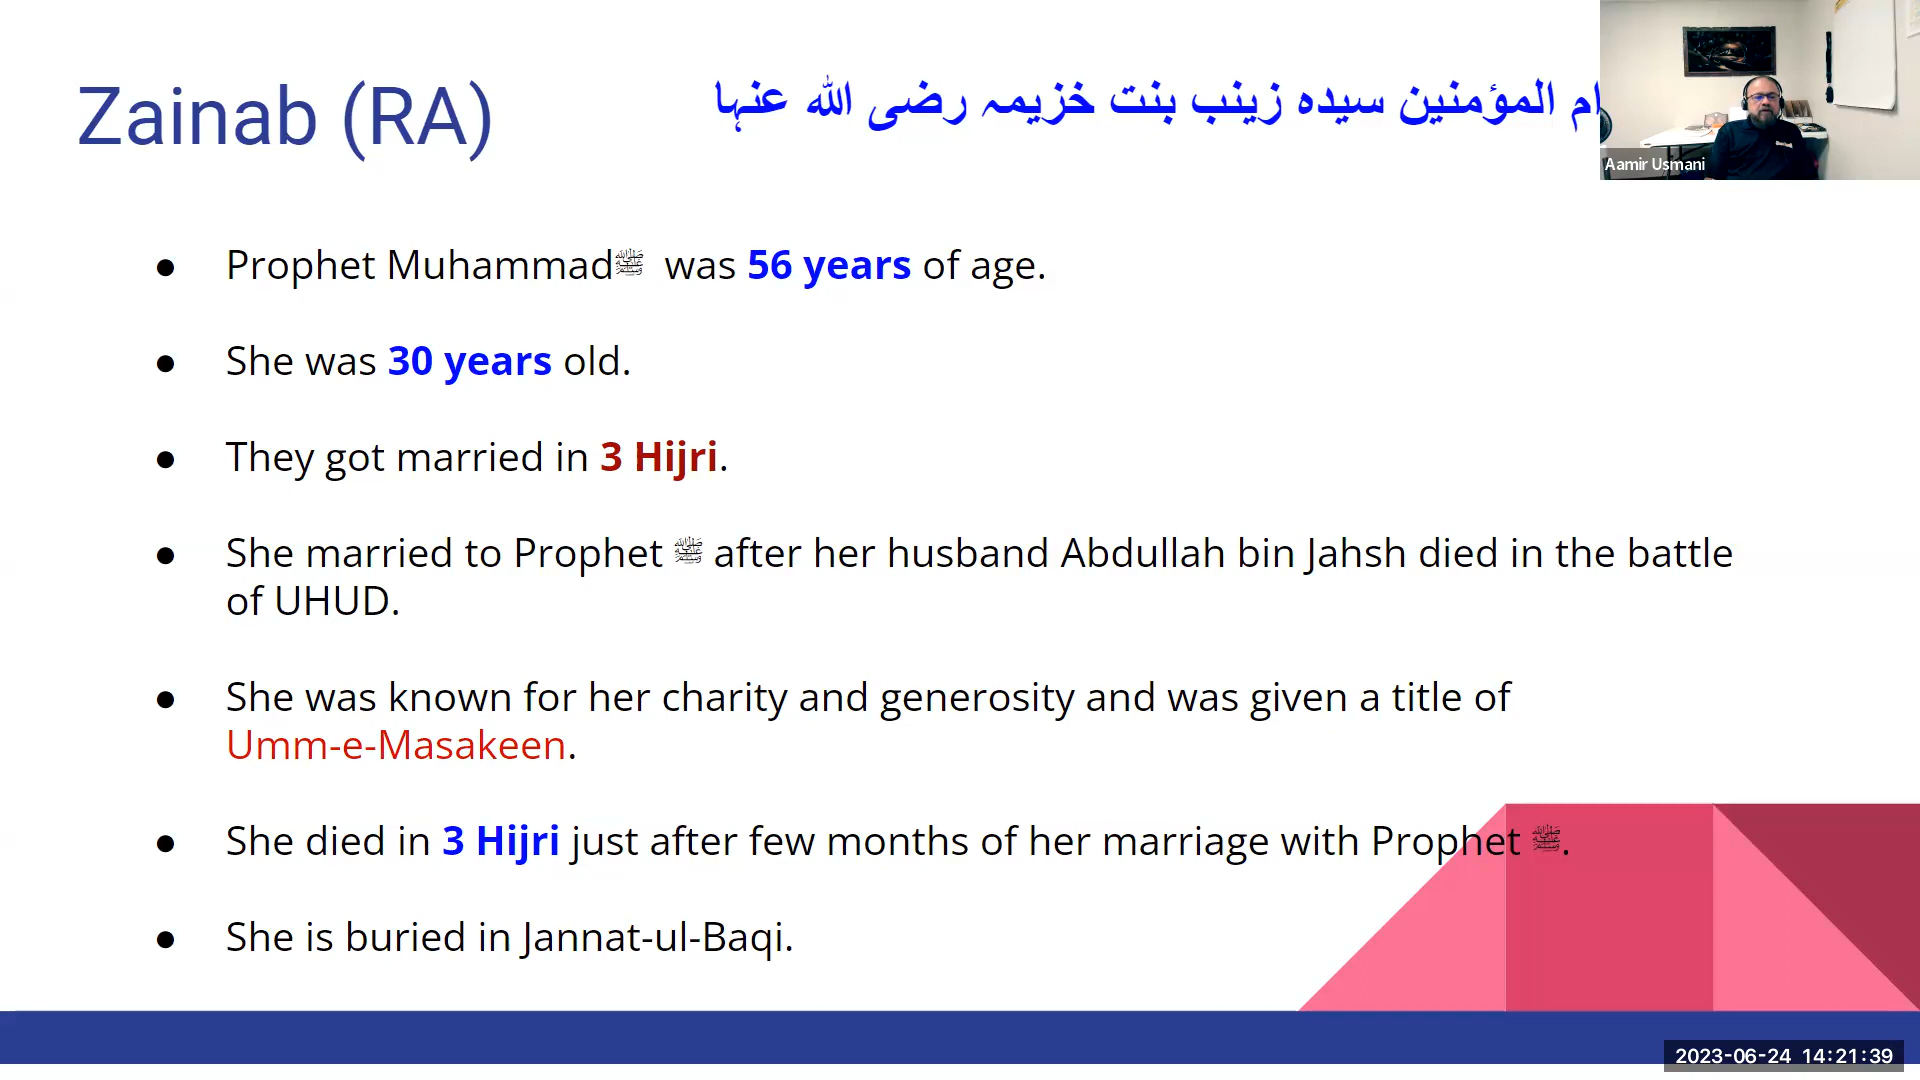 Zainab (RA)
ام المؤمنین سیدہ زینب بنت خزیمہ رضی اللہ عنہا
Aamir Usmani
● Prophet Muhammadﷺ was 56 years of age.
● She was 30 years old.
● They got married in 3 Hijri.
● She married to Prophet ﷺ after her husband Abdullah bin Jahsh died in the battle
of UHUD.
● She was known for her charity and generosity and was given a title of
Umm-e-Masakeen.
● She died in 3 Hijri just after few months of her marriage with Prophet ﷺ.
● She is buried in Jannat-ul-Baqi.
2023-06-24 14:21:39